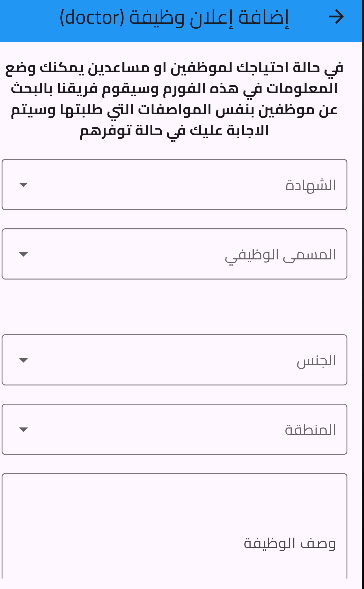 إضافة إعلان وظيفة (doctor)
في حالة احتياجك لموظفين او مساعدين يمكنك وضع
المعلومات في هذه الفورم وسيقوم فريقنا بالبحث
عن موظفين بنفس المواصفات التي طلبتها وسيتم
الاجابة عليك في حالة توفرهم
الشهادة
المسمى الوظيفي
الجنس
المنطقة
وصف الوظيفة